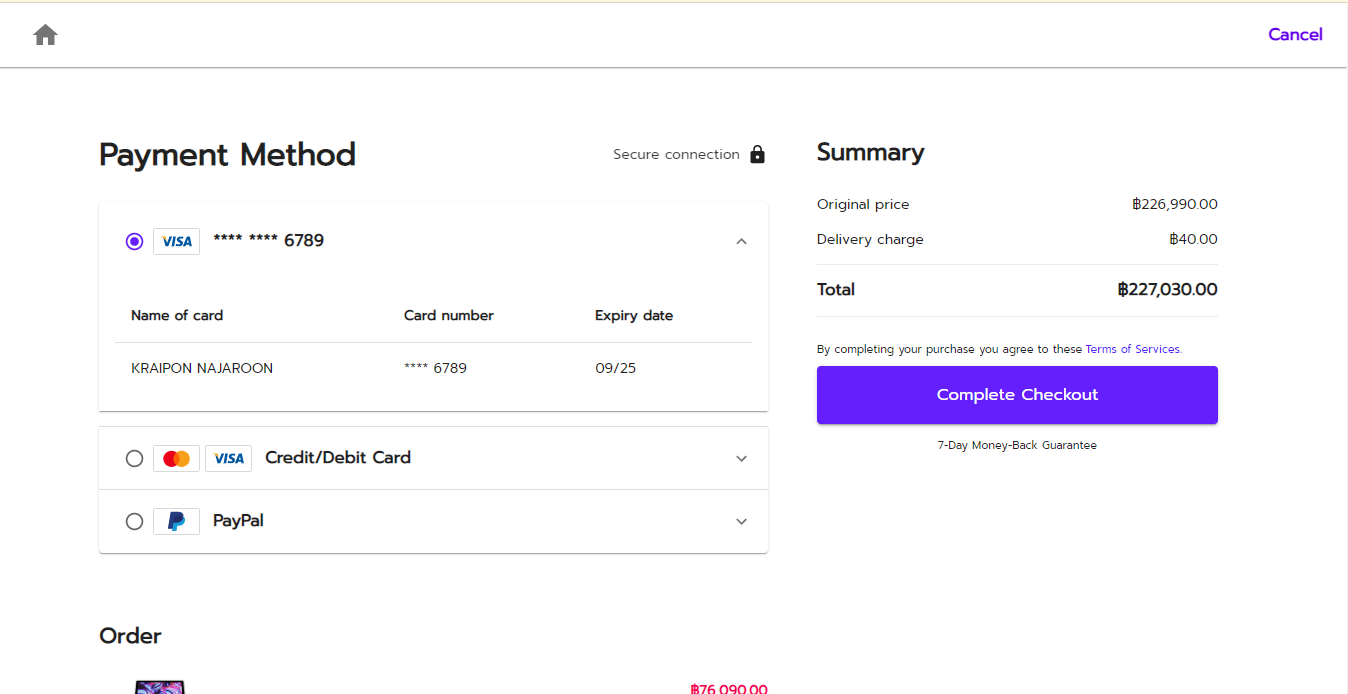 Cancel
Payment Method
Secure connection
VISA **** **** 6789
Name of card Card number Expiry date
KRAIPON NAJAROON **** 6789 09/25
VISA Credit/Debit Card
PayPal
Order
฿76,090.00
Summary
Original price ฿226,990.00
Delivery charge ฿40.00
Total ฿227,030.00
By completing your purchase you agree to these Terms of Services.
Complete Checkout
7-Day Money-Back Guarantee